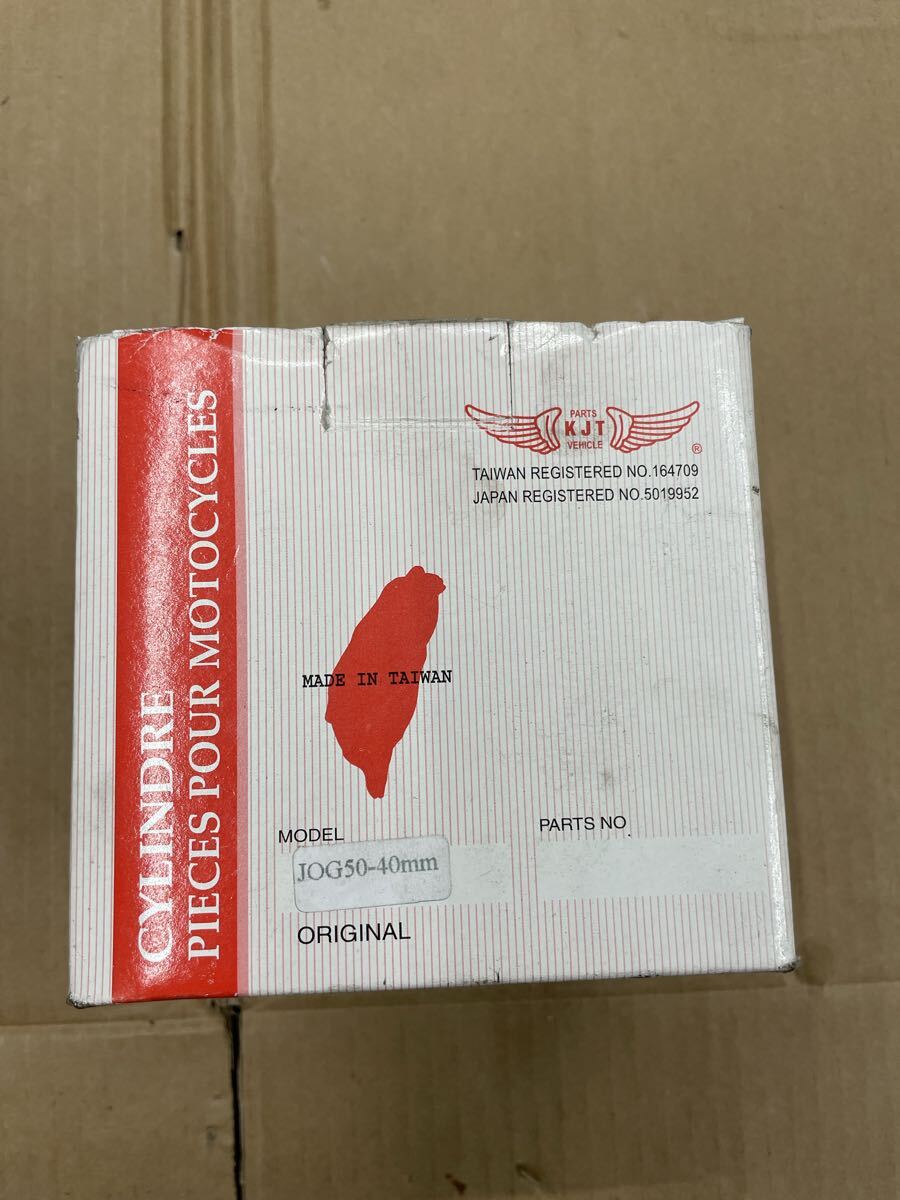 CYLINDRE
PIECES POUR MOTOCYCLES
PARTS
KJT
VEHICLE
®
TAIWAN REGISTERED NO.164709
JAPAN REGISTERED NO.5019952
MADE IN TAIWAN
MODEL
PARTS NO
JOG50-40mm
ORIGINAL